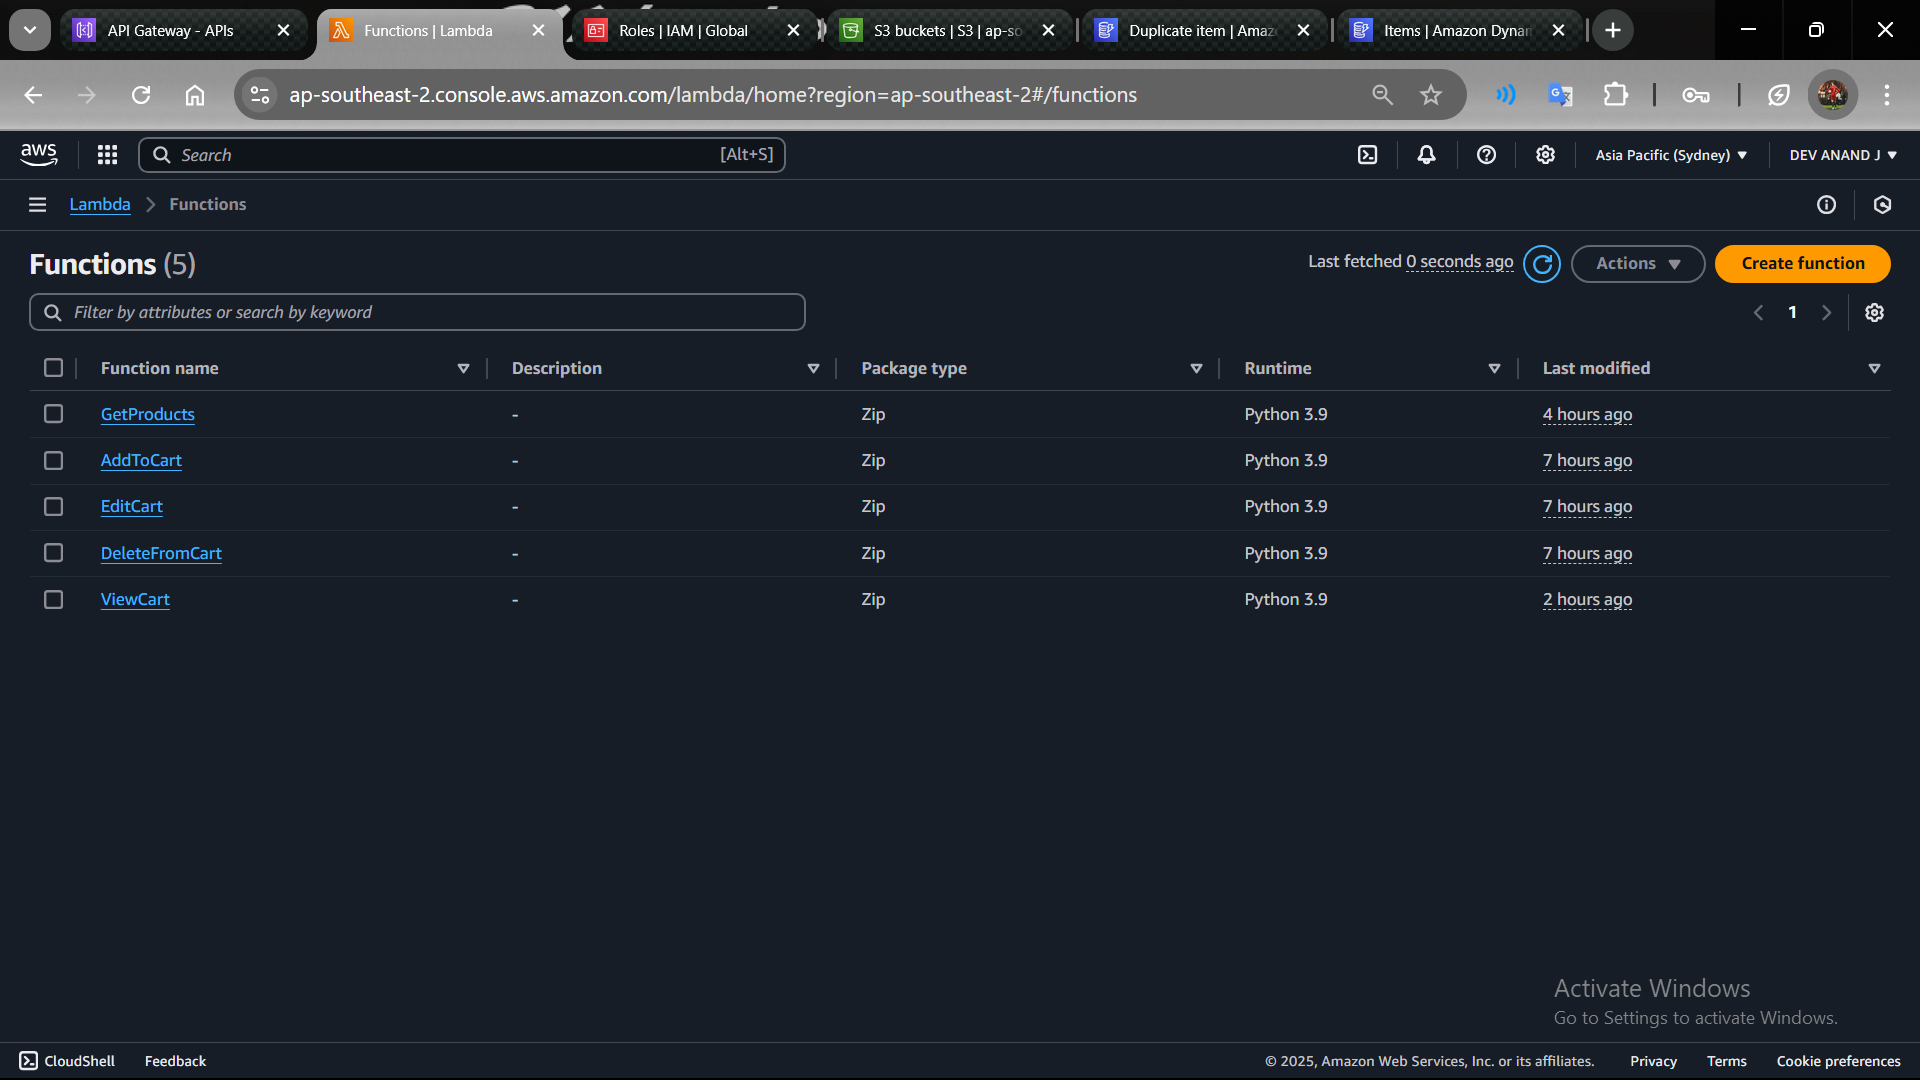 API Gateway - APIs
Functions | Lambda
Roles | IAM | Global
S3 buckets | S3 | ap-so
Duplicate item | Amaz
Items | Amazon Dynam
ap-southeast-2.console.aws.amazon.com/lambda/home?region=ap-southeast-2#/functions
aws
Search
[Alt+S]
Asia Pacific (Sydney)
DEV ANAND J
Lambda
Functions
Functions (5)
Last fetched 0 seconds ago
Actions
Create function
Filter by attributes or search by keyword
1
Function name Description Package type Runtime Last modified
GetProducts - Zip Python 3.9 4 hours ago
AddToCart - Zip Python 3.9 7 hours ago
EditCart - Zip Python 3.9 7 hours ago
DeleteFromCart - Zip Python 3.9 7 hours ago
ViewCart - Zip Python 3.9 2 hours ago
Activate Windows
Go to Settings to activate Windows.
CloudShell Feedback © 2025, Amazon Web Services, Inc. or its affiliates. Privacy Terms Cookie preferences